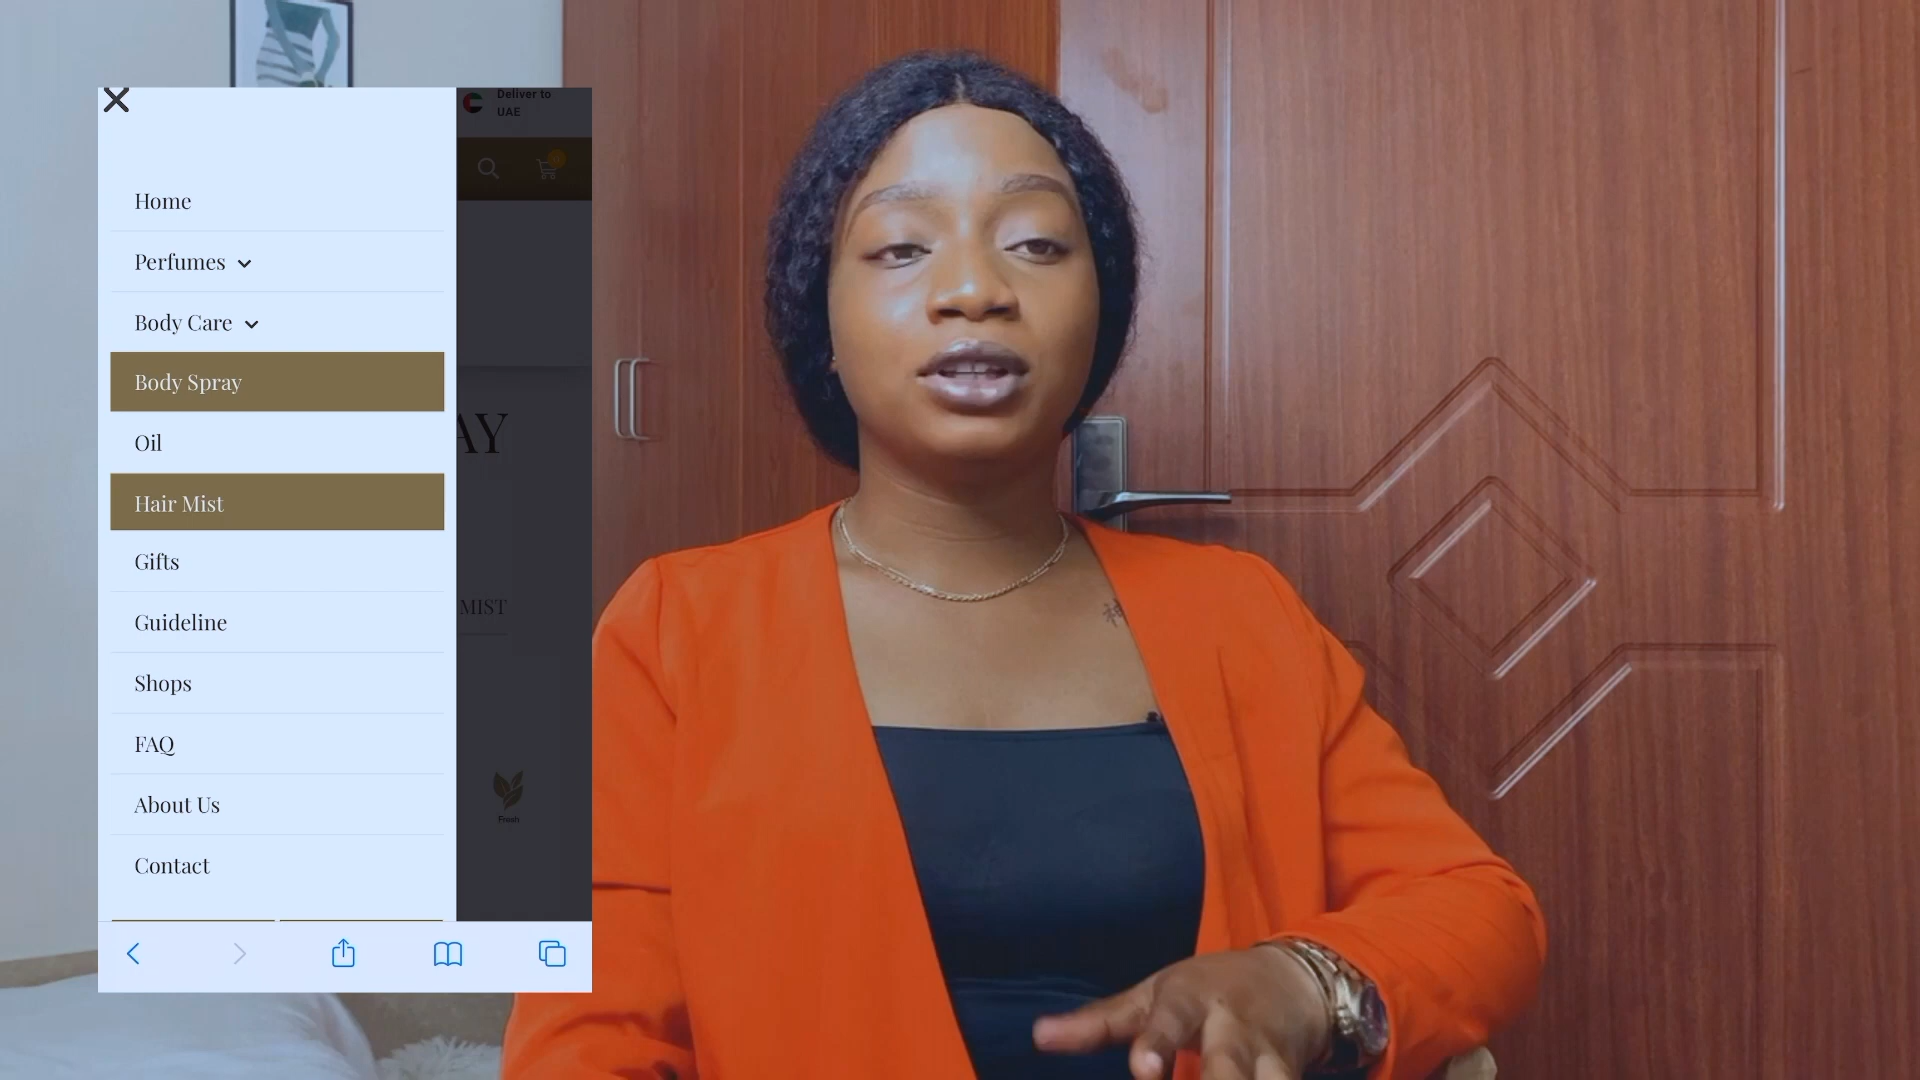 Deliver to
UAE
Home
Perfumes
Body Care
Body Spray
AY
Oil
Hair Mist
Gifts
MIST
Guideline
Shops
FAQ
Fresh
About Us
Contact